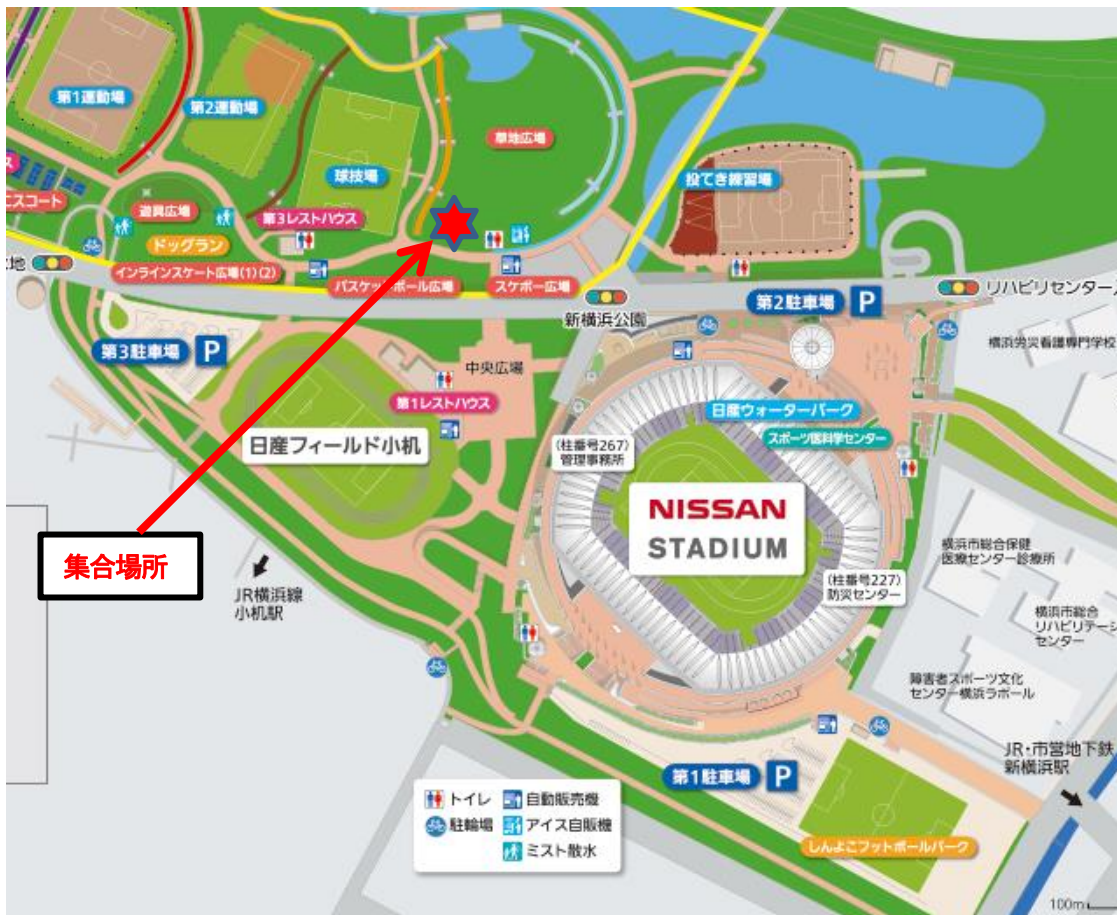 第1運動場
第2運動場
草地広場
球技場
投てき練習場
遊具広場
第3レストハウス
ドッグラン
インラインスケート広場(1)(2)
バスケットボール広場
スケボー広場
新横浜公園
第2駐車場 P
リハビリセンター
横浜労災看護専門学校
第3駐車場 P
中央広場
第1レストハウス
日産フィールド小机
日産ウォーターパーク
スポーツ医科学センター
(柱番号267)
管理事務所
NISSAN
STADIUM
集合場所
(柱番号227)
防災センター
横浜市総合保健
医療センター診療所
JR横浜線
小机駅
横浜市総合
リハビリテーシ
センター
障害者スポーツ文化
センター横浜ラポール
JR・市営地下鉄
新横浜駅
第1駐車場 P
トイレ
自動販売機
駐輪場
アイス自販機
ミスト散水
しんよこフットボールパーク
100m